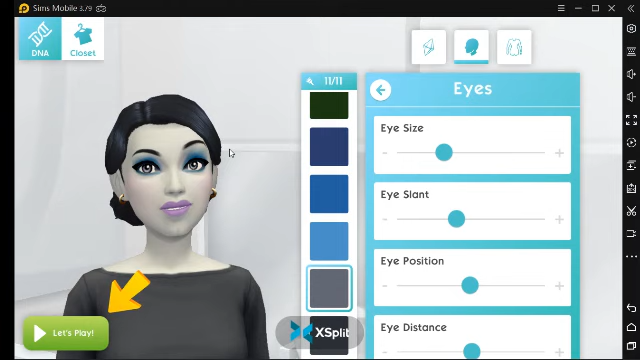 Sims Mobile 3.79
DNA
Closet
11/11
Eyes
Eye Size
Eye Slant
Eye Position
Eye Distance
Let's Play!
XSplit